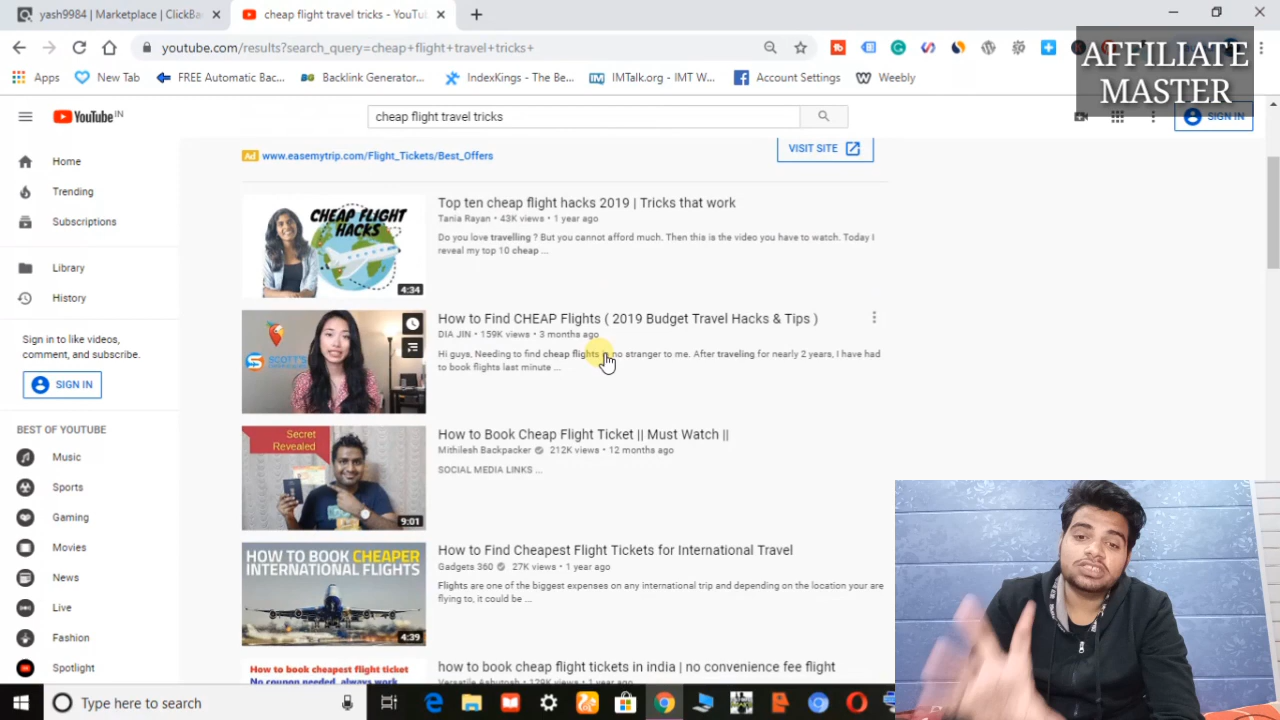 yash9984 | Marketplace | ClickBa
cheap flight travel tricks - YouTu
youtube.com/results?search_query=cheap+flight+travel+tricks+
AFFILIATE
MASTER
Apps
New Tab
FREE Automatic Bac...
Backlink Generator...
IndexKings - The Be...
IMTalk.org - IMT W...
Account Settings
Weebly
YouTube IN
cheap flight travel tricks
SIGN IN
Home
Trending
Subscriptions
Library
History
Sign in to like videos,
comment, and subscribe.
SIGN IN
BEST OF YOUTUBE
Music
Sports
Gaming
Movies
News
Live
Fashion
Spotlight
Ad www.easemytrip.com/Flight_Tickets/Best_Offers
VISIT SITE
CHEAP FLIGHT
HACKS
4:34
Top ten cheap flight hacks 2019 | Tricks that work
Tania Rayan • 43K views • 1 year ago
Do you love travelling ? But you cannot afford much. Then this is the video you have to watch. Today I
reveal my top 10 cheap ...
SCOTT'S
How to Find CHEAP Flights ( 2019 Budget Travel Hacks & Tips )
DIA JIN • 159K views • 3 months ago
Hi guys, Needing to find cheap flights no stranger to me. After traveling for nearly 2 years, I have had
to book flights last minute ...
Secret
Revealed
9:01
How to Book Cheap Flight Ticket || Must Watch ||
Mithilesh Backpacker 212K views • 12 months ago
SOCIAL MEDIA LINKS ...
HOW TO BOOK CHEAPER
INTERNATIONAL FLIGHTS
4:39
How to Find Cheapest Flight Tickets for International Travel
Gadgets 360 27K views • 1 year ago
Flights are one of the biggest expenses on any international trip and depending on the location your are
flying to, it could be ...
How to book cheapest flight ticket
No coupon needed, always work
how to book cheap flight tickets in india | no convenience fee flight
Versatile Ashutosh • 129K views • 1 year ago
Type here to search